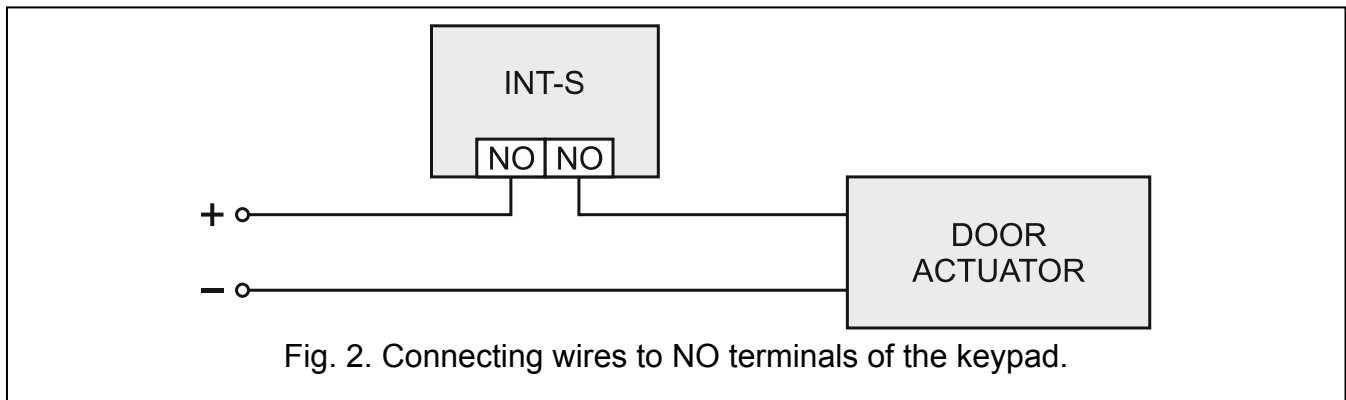 INT-S
NO NO
+
−
DOOR
ACTUATOR
Fig. 2. Connecting wires to NO terminals of the keypad.